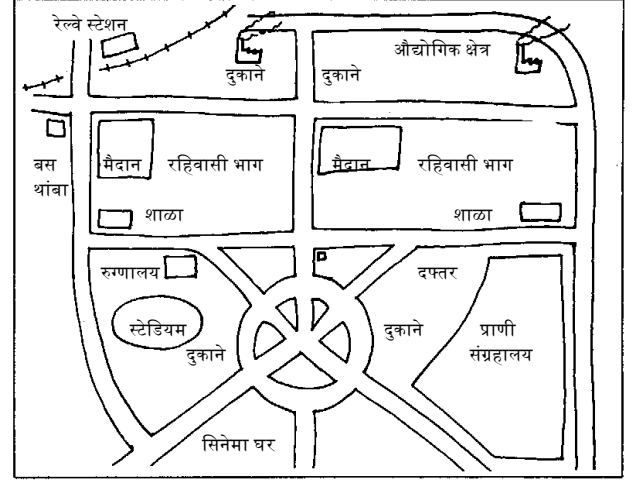 रेल्वे स्टेशन
दुकाने
दुकाने
औद्योगिक क्षेत्र
बस
थांबा
मैदान
रहिवासी भाग
मैदान
रहिवासी भाग
शाळा
शाळा
रुग्णालय
दफ्तर
स्टेडियम
दुकाने
दुकाने
प्राणी
संग्रहालय
सिनेमा घर